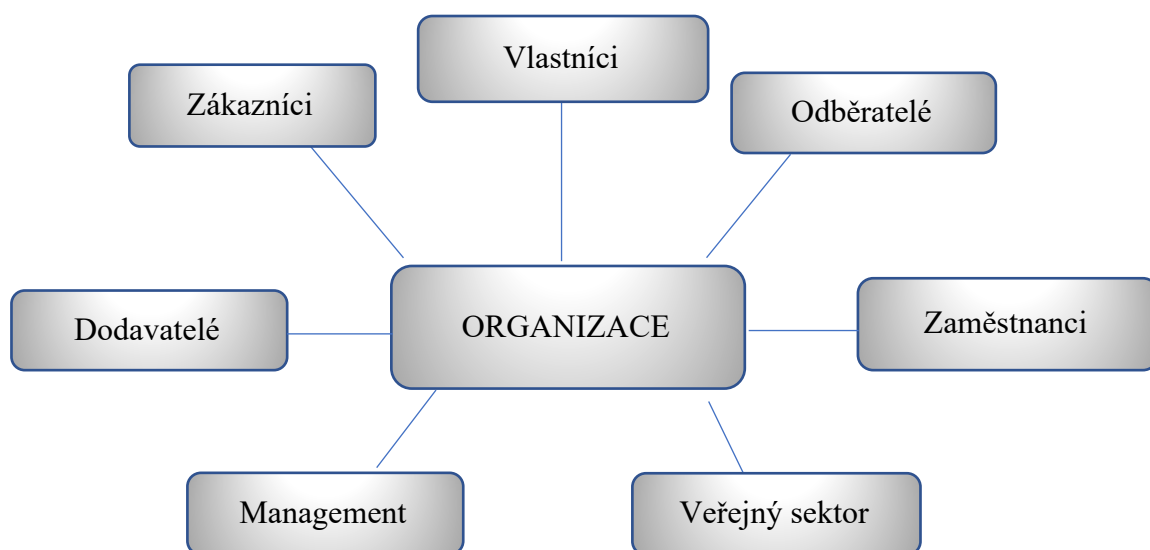 Vlastníci
Zákazníci
Odběratelé
Dodavatelé
ORGANIZACE
Zaměstnanci
Management
Veřejný sektor